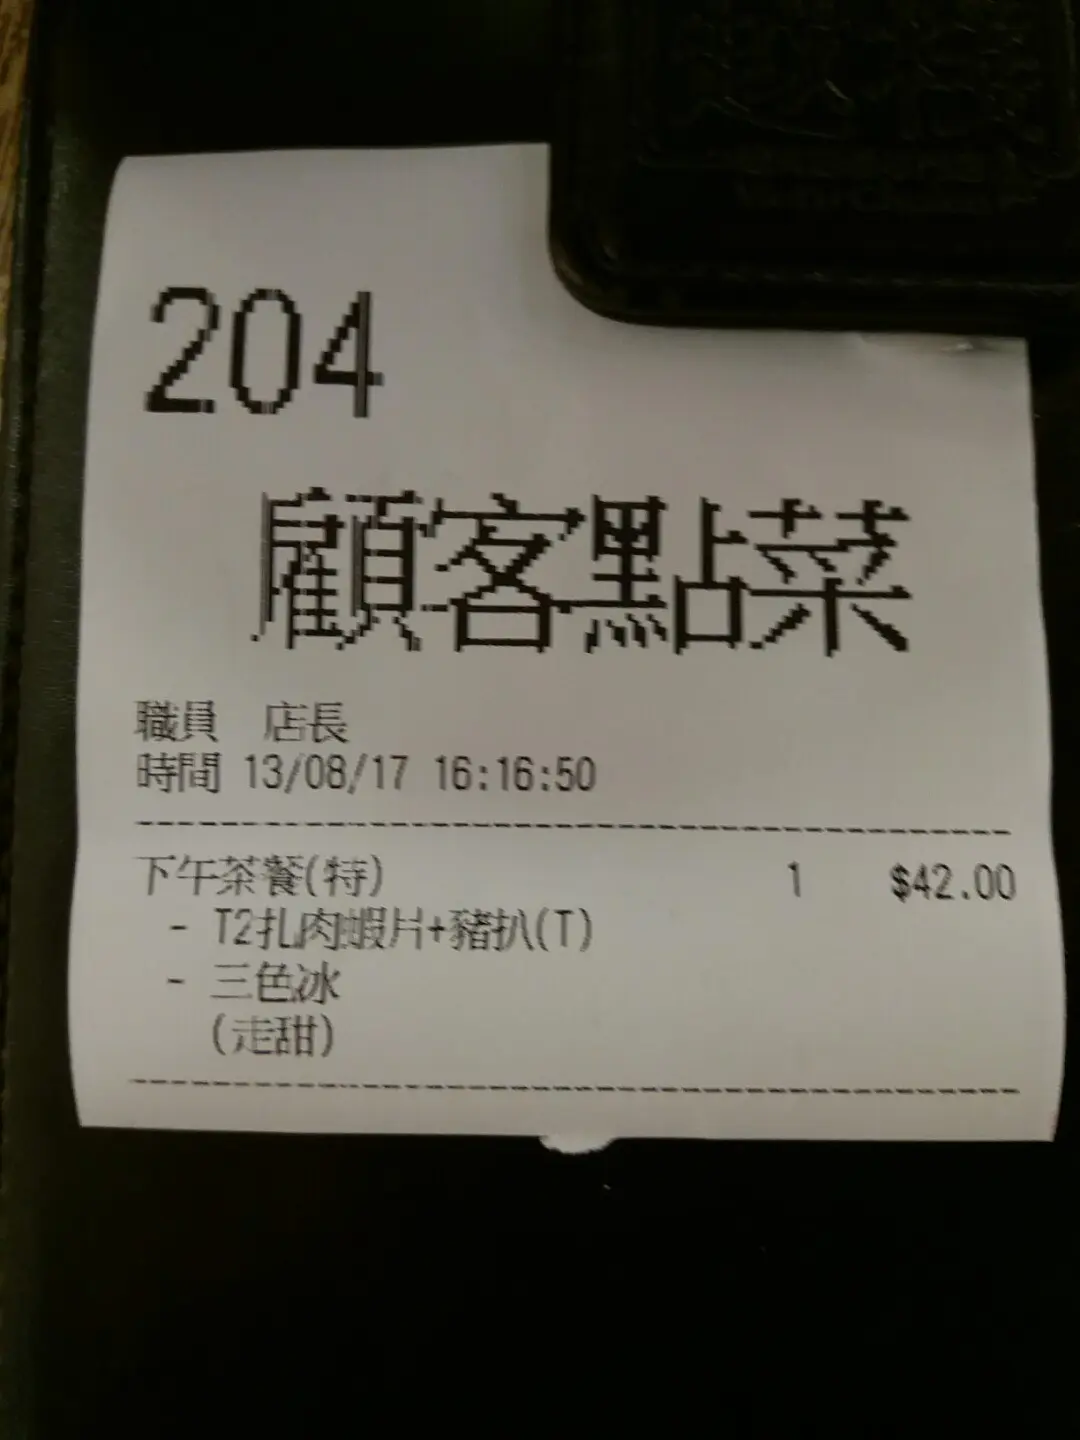 204
顧客點菜
職員 店長
時間 13/08/17 16:16:50
下午茶餐(特) 1 $42.00
- T2扎肉蝦片+豬扒(T)
- 三色冰
(走甜)